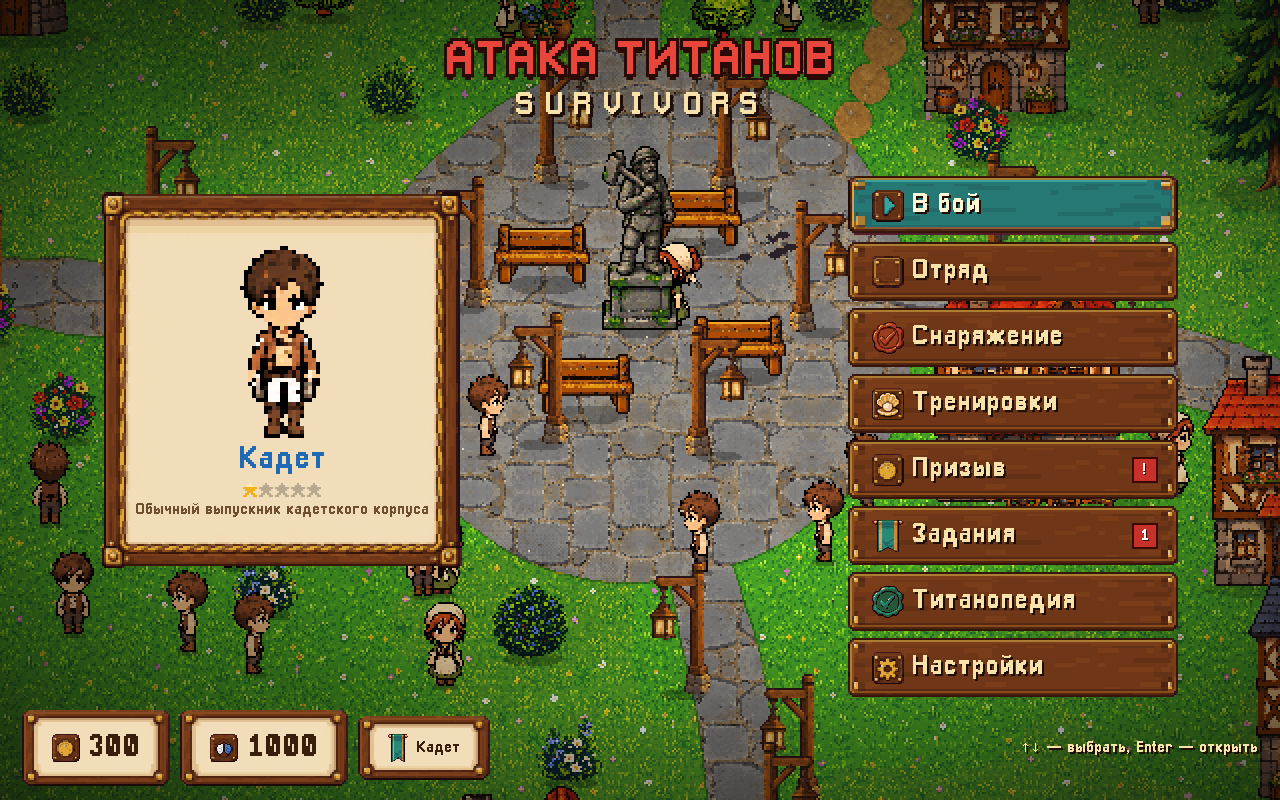 АТАКА ТИТАНОВ
SURVIVORS
Кадет
Обычный выпускник кадетского корпуса
В бой
Отряд
Снаряжение
Тренировки
Призыв !
Задания 1
Титанопедия
Настройки
300
1000
Кадет
↑↓ — выбрать, Enter — открыть